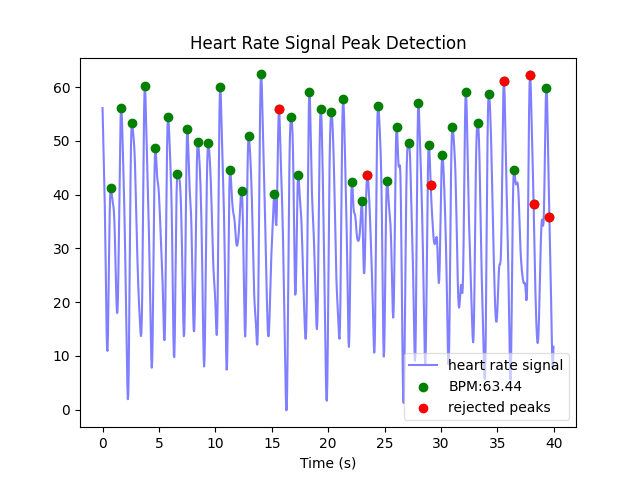 Heart Rate Signal Peak Detection
60
50
40
30
20
10
0
heart rate signal
BPM:63.44
rejected peaks
0 5 10 15 20 25 30 35 40
Time (s)